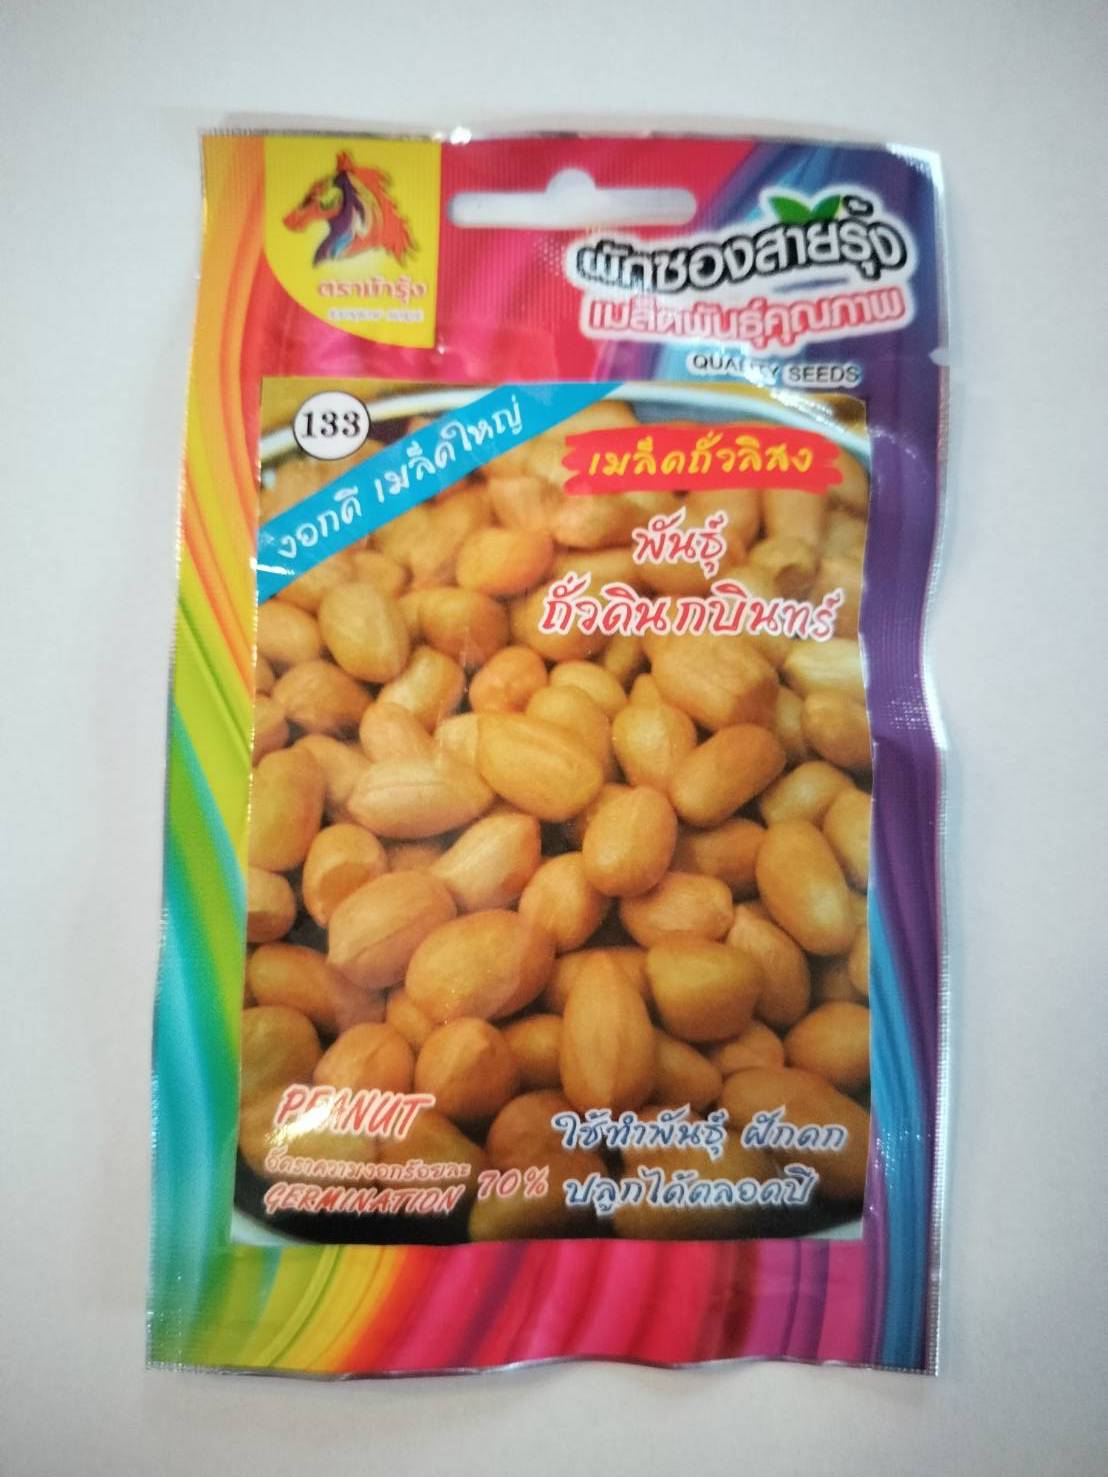 ตราม้ารุ้ง
ผักซองสายรุ้ง
เมล็ดพันธุ์คุณภาพ
QUALITY SEEDS
133
งอกดี เมล็ดใหญ่
เมล็ดถั่วลิสง
พันธุ์
ถั่วดินกบินทร์
PEANUT
อัตราความงอกร้อยละ
GERMINATION 70%
ใช้ทำพันธุ์ ฝักดก
ปลูกได้ตลอดปี